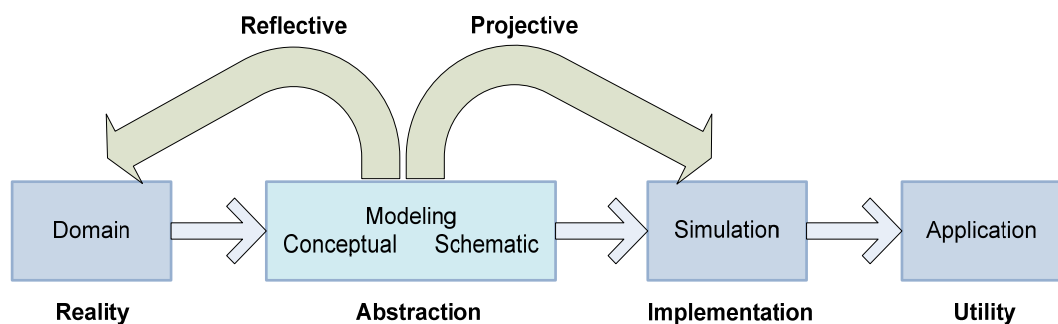 Reflective
Projective
Domain
Modeling
Conceptual Schematic
Simulation
Application
Reality
Abstraction
Implementation
Utility